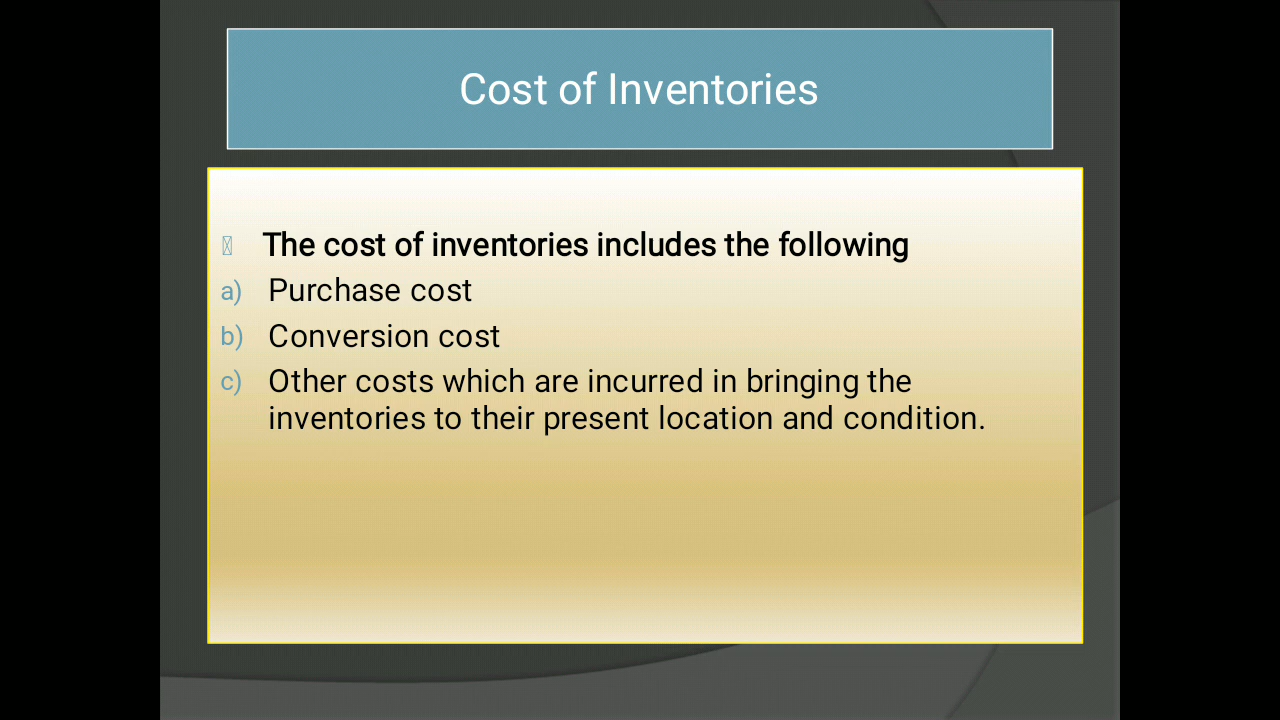 Cost of Inventories
The cost of inventories includes the following
a) Purchase cost
b) Conversion cost
c) Other costs which are incurred in bringing the
inventories to their present location and condition.